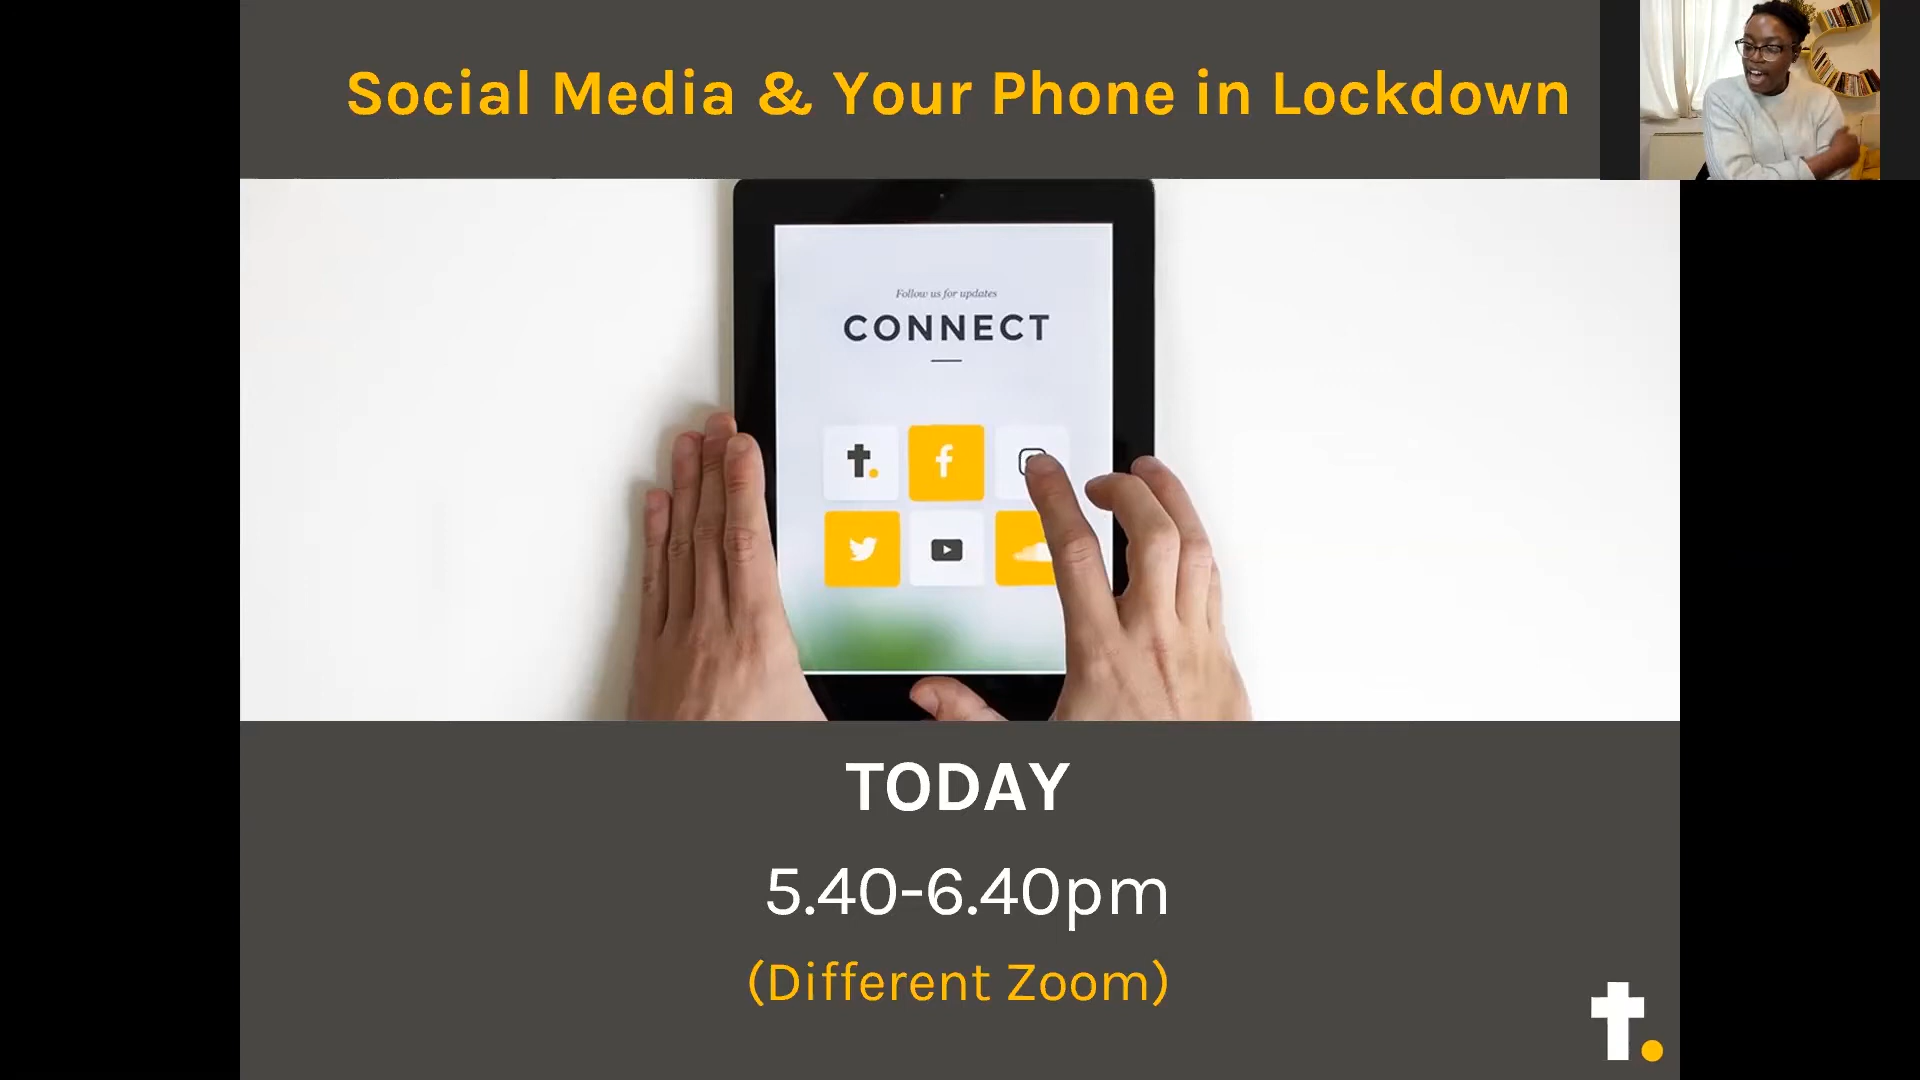 Social Media & Your Phone in Lockdown
Follow us for updates
CONNECT
t.
f
TODAY
5.40-6.40pm
(Different Zoom)
t.